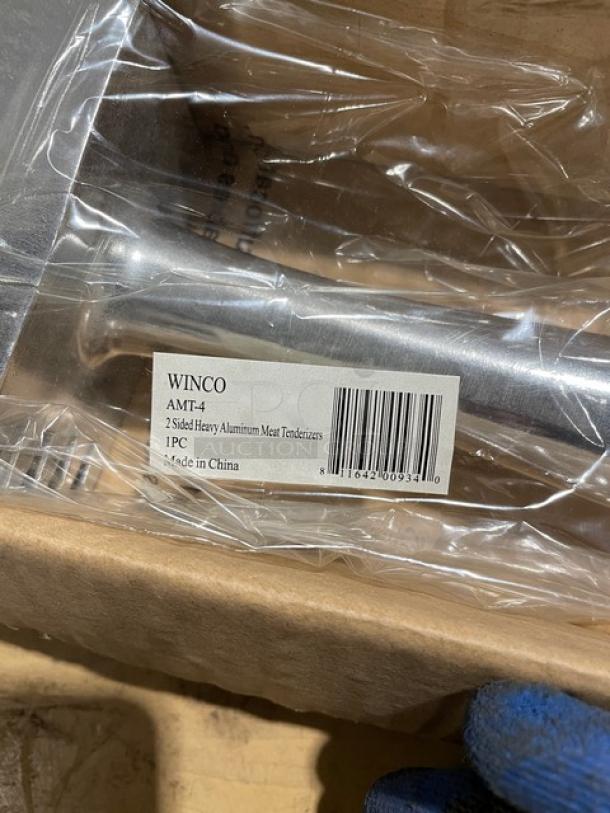 WINCO
AMT-4
2 Sided Heavy Aluminum Meat Tenderizers
1PC
Made in China
8 11642 00934 0